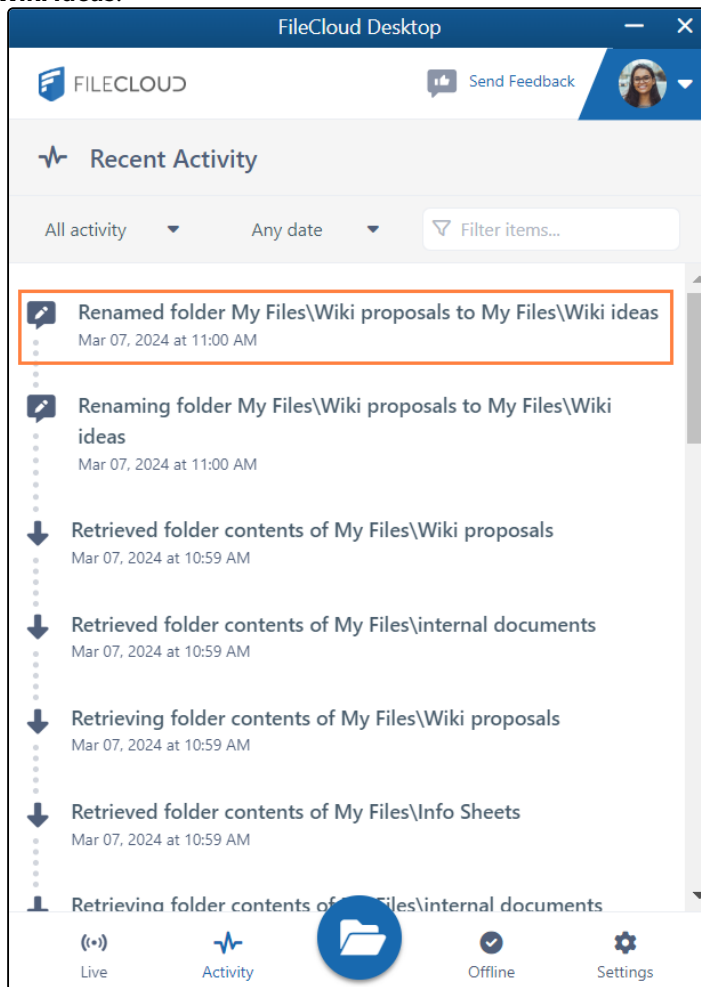 Wiki ideas.
FileCloud Desktop
FILECLOUD
Send Feedback
Recent Activity
All activity
Any date
Filter items...
Renamed folder My Files\Wiki proposals to My Files\Wiki ideas
Mar 07, 2024 at 11:00 AM
Renaming folder My Files\Wiki proposals to My Files\Wiki
ideas
Mar 07, 2024 at 11:00 AM
Retrieved folder contents of My Files\Wiki proposals
Mar 07, 2024 at 10:59 AM
Retrieved folder contents of My Files\internal documents
Mar 07, 2024 at 10:59 AM
Retrieving folder contents of My Files\Wiki proposals
Mar 07, 2024 at 10:59 AM
Retrieved folder contents of My Files\Info Sheets
Mar 07, 2024 at 10:59 AM
Retrieving folder contents of Files\internal documents
Live
Activity
Offline
Settings